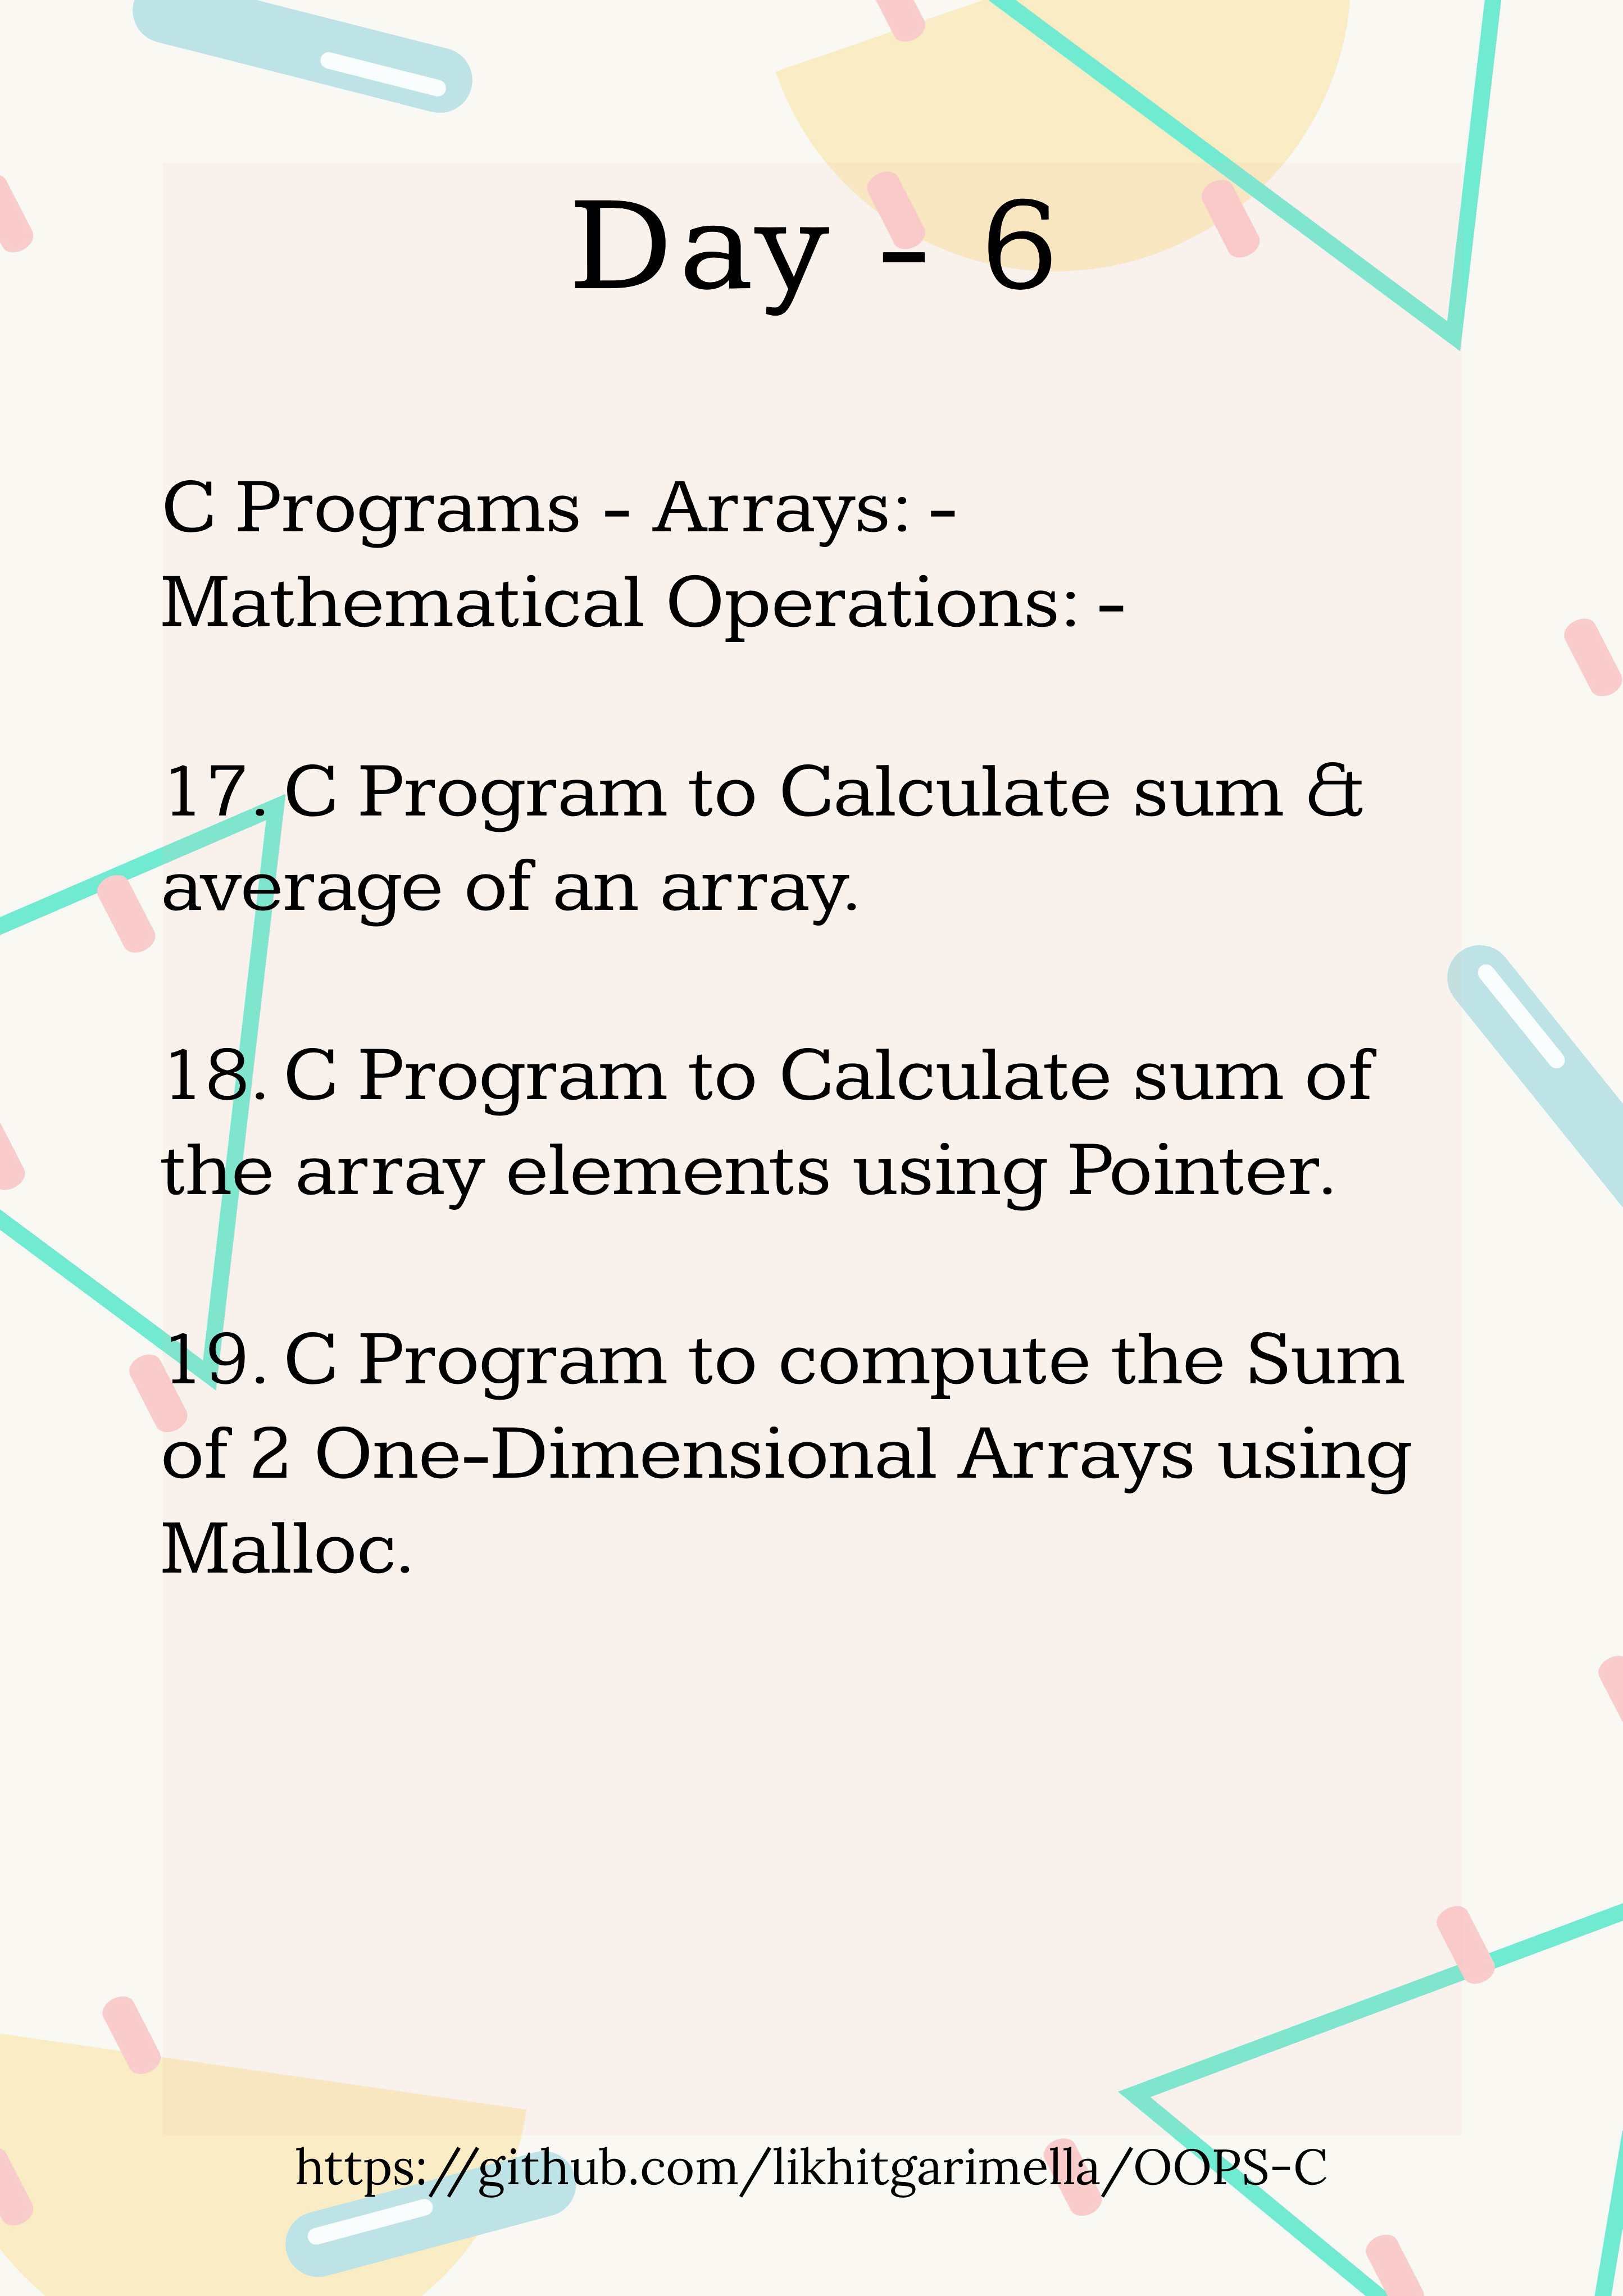 Day - 6
C Programs - Arrays: -
Mathematical Operations: -
17. C Program to Calculate sum &
average of an array.
18. C Program to Calculate sum of
the array elements using Pointer.
19. C Program to compute the Sum
of 2 One-Dimensional Arrays using
Malloc.
https://github.com/likhitgarimella/OOPS-C